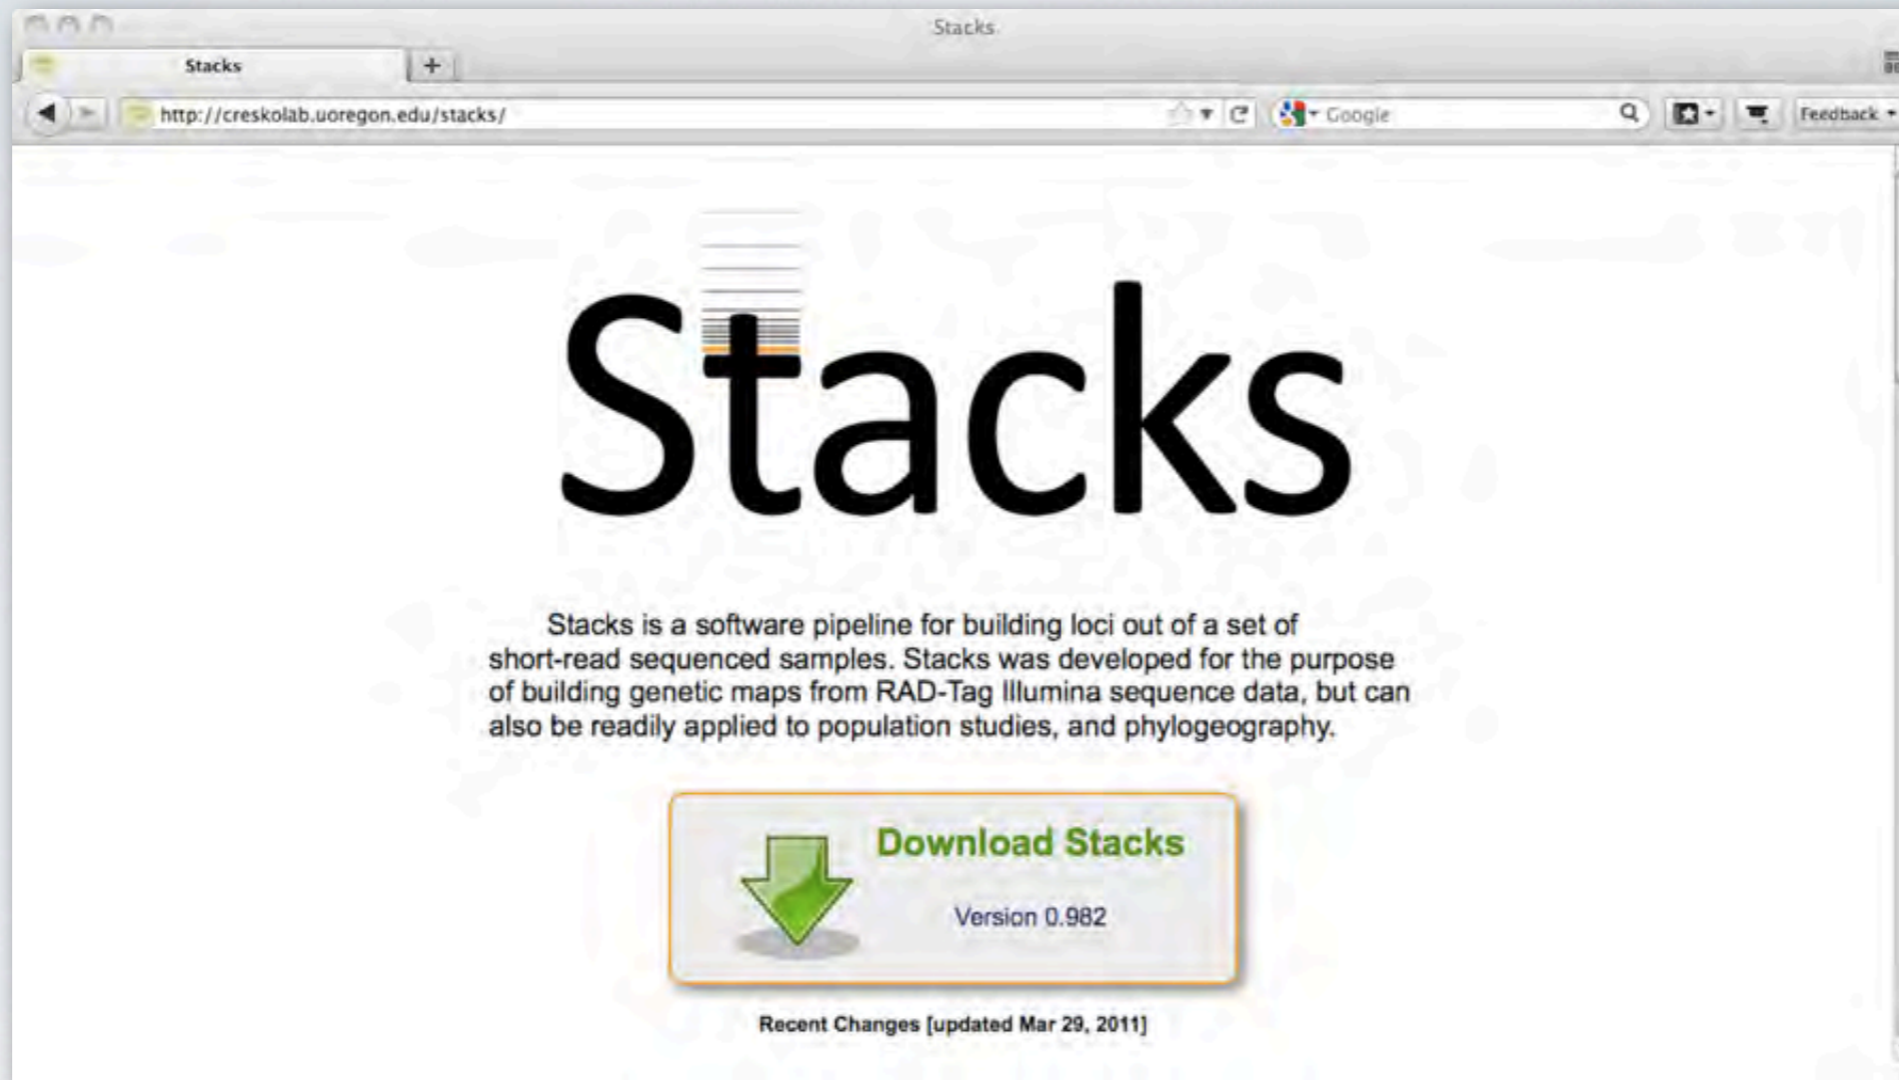 Stacks
Stacks
+
http://creskolab.uoregon.edu/stacks/
Google
Feedback
Stacks
Stacks is a software pipeline for building loci out of a set of
short-read sequenced samples. Stacks was developed for the purpose
of building genetic maps from RAD-Tag Illumina sequence data, but can
also be readily applied to population studies, and phylogeography.
Download Stacks
Version 0.982
Recent Changes [updated Mar 29, 2011]